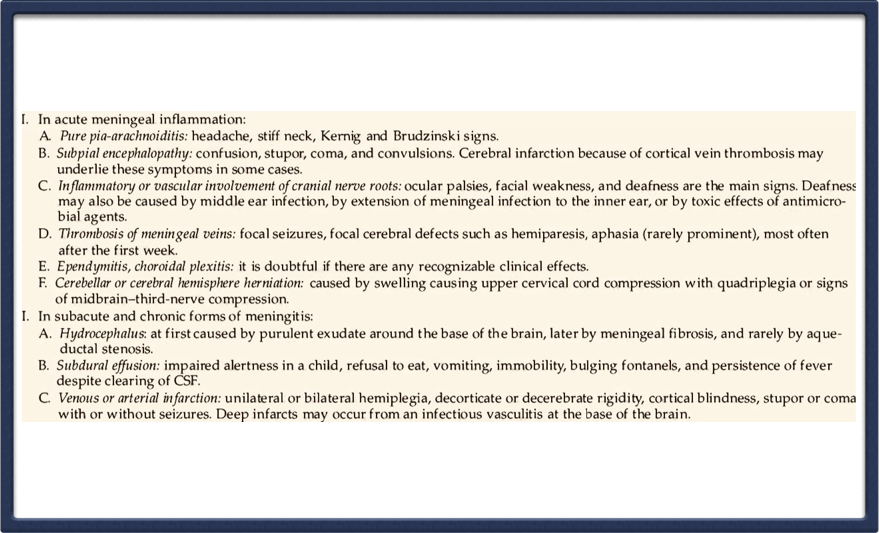 I. In acute meningeal inflammation:
A. Pure pia-arachnoiditis: headache, stiff neck, Kernig and Brudzinski signs.
B. Subpial encephalopathy: confusion, stupor, coma, and convulsions. Cerebral infarction because of cortical vein thrombosis may
underlie these symptoms in some cases.
C. Inflammatory or vascular involvement of cranial nerve roots: ocular palsies, facial weakness, and deafness are the main signs. Deafness
may also be caused by middle ear infection, by extension of meningeal infection to the inner ear, or by toxic effects of antimicro-
bial agents.
D. Thrombosis of meningeal veins: focal seizures, focal cerebral defects such as hemiparesis, aphasia (rarely prominent), most often
after the first week.
E. Ependymitis, choroidal plexitis: it is doubtful if there are any recognizable clinical effects.
F. Cerebellar or cerebral hemisphere herniation: caused by swelling causing upper cervical cord compression with quadriplegia or signs
of midbrain–third-nerve compression.
I. In subacute and chronic forms of meningitis:
A. Hydrocephalus: at first caused by purulent exudate around the base of the brain, later by meningeal fibrosis, and rarely by aque-
ductal stenosis.
B. Subdural effusion: impaired alertness in a child, refusal to eat, vomiting, immobility, bulging fontanels, and persistence of fever
despite clearing of CSF.
C. Venous or arterial infarction: unilateral or bilateral hemiplegia, decorticate or decerebrate rigidity, cortical blindness, stupor or coma
with or without seizures. Deep infarcts may occur from an infectious vasculitis at the base of the brain.